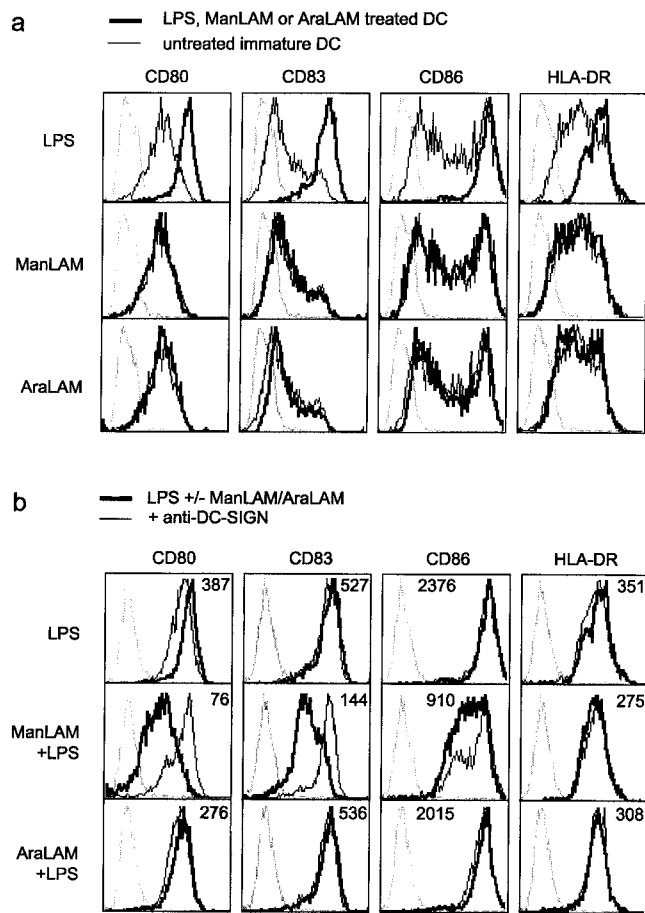 a
LPS, ManLAM or AraLAM treated DC
untreated immature DC
CD80 CD83 CD86 HLA-DR
LPS
ManLAM
AraLAM
b
LPS +/- ManLAM/AraLAM
+ anti-DC-SIGN
CD80 CD83 CD86 HLA-DR
LPS 387 527 2376 351
ManLAM
+LPS
76 144 910 275
AraLAM
+LPS
276 536 2015 308